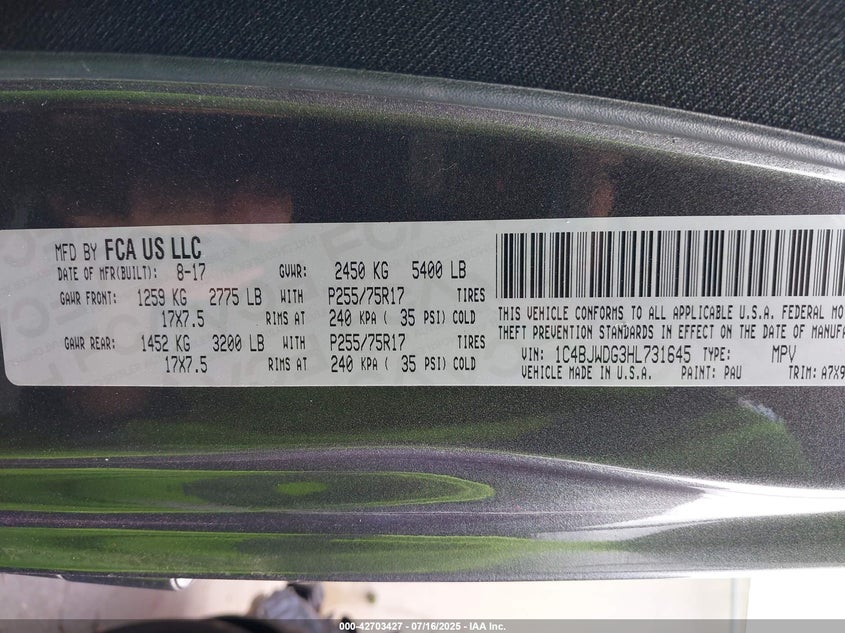 MFD BY FCA US LLC
DATE OF MFR(BUILT): 8-17 GVWR: 2450 KG 5400 LB
GAWR FRONT: 1259 KG 2775 LB WITH P255/75R17 TIRES
17X7.5 RIMS AT 240 KPA ( 35 PSI) COLD
GAWR REAR: 1452 KG 3200 LB WITH P255/75R17 TIRES
17X7.5 RIMS AT 240 KPA ( 35 PSI) COLD
THIS VEHICLE CONFORMS TO ALL APPLICABLE U.S.A. FEDERAL MO
THEFT PREVENTION STANDARDS IN EFFECT ON THE DATE OF MANUFA
VIN: 1C4BJWDG3HL731645 TYPE: MPV
VEHICLE MADE IN U.S.A. PAINT: PAU TRIM: A7X9
000-42703427 - 07/16/2025 - IAA Inc.